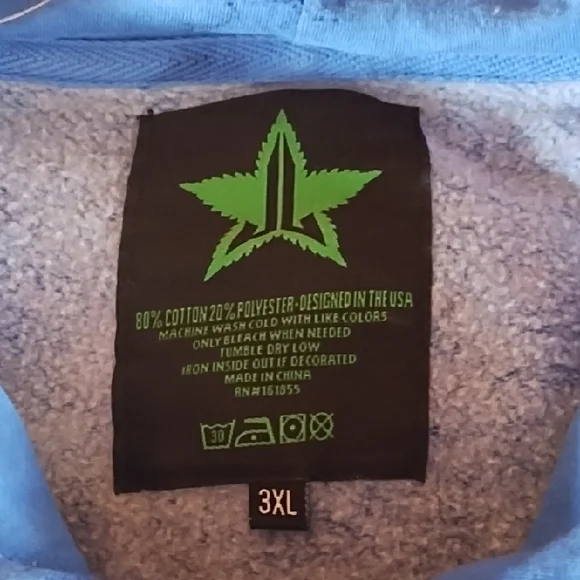 80% COTTON 20% POLYESTER • DESIGNED IN THE USA
MACHINE WASH COLD WITH LIKE COLORS
ONLY BLEACH WHEN NEEDED
TUMBLE DRY LOW
IRON INSIDE OUT IF DECORATED
MADE IN CHINA
RN#161855
30
3XL